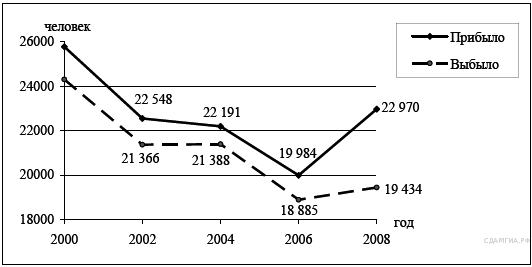 человек
26000
24000
22000
20000
18000
22 548
22 191
19 984
22 970
21 366
21 388
18 885
19 434
2000 2002 2004 2006 2008
год
Прибыло
Выбыло
СДАМГИА.РФ